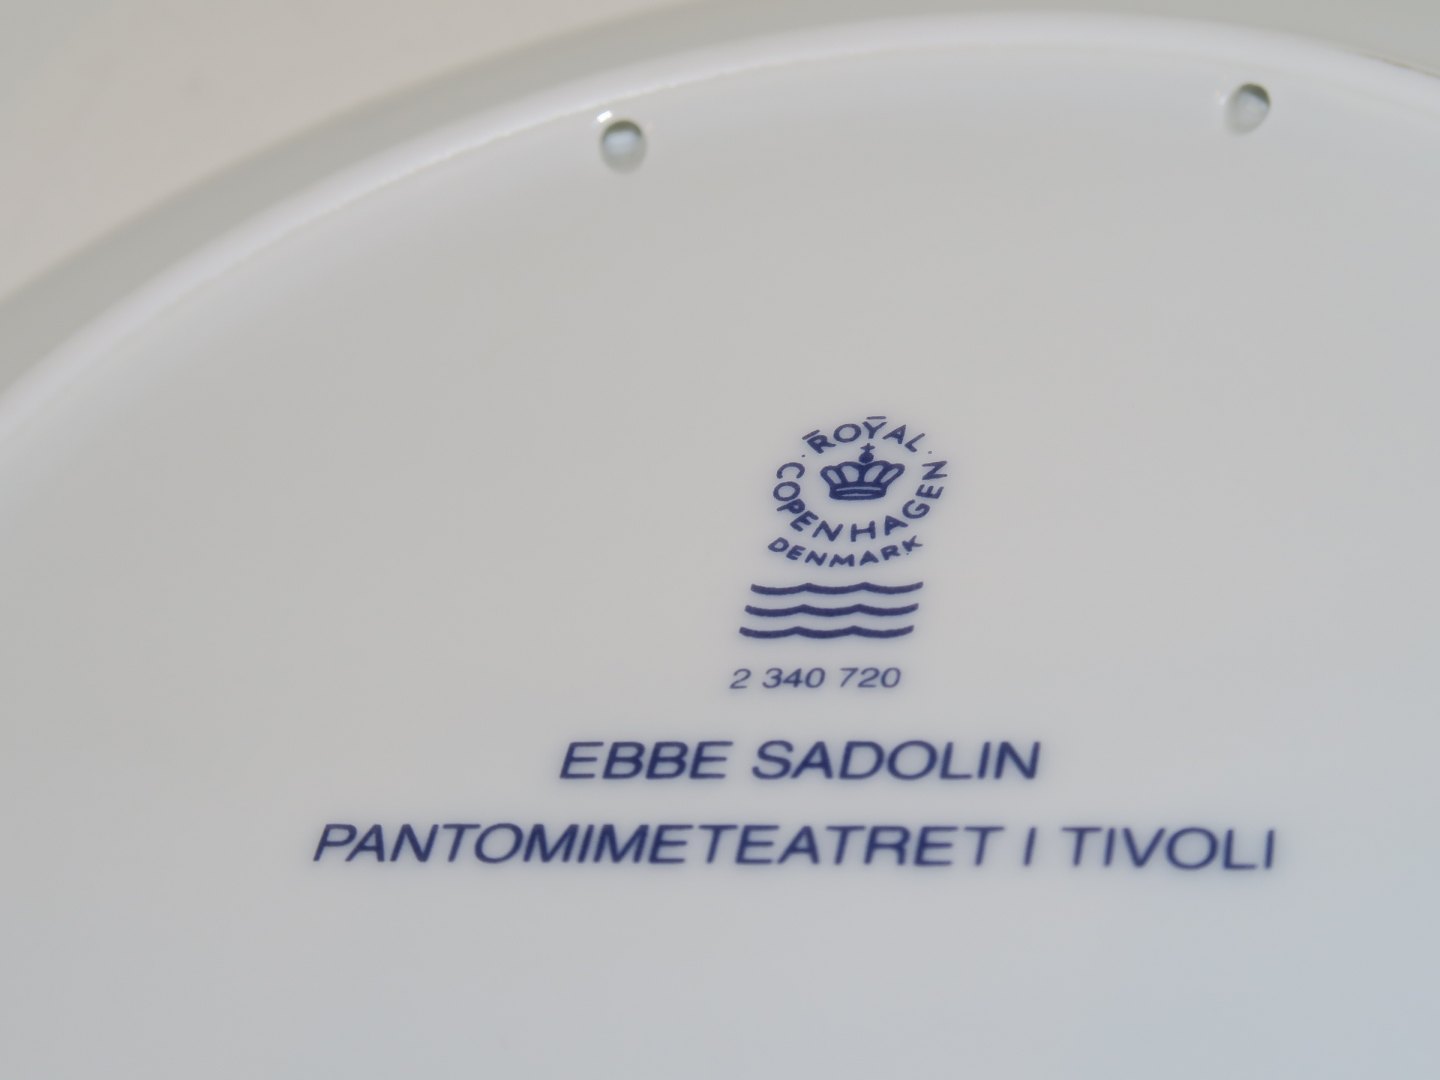 ROYAL
COPENHAGEN
DENMARK
2 340 720
EBBE SADOLIN
PANTOMIMETEATRET I TIVOLI